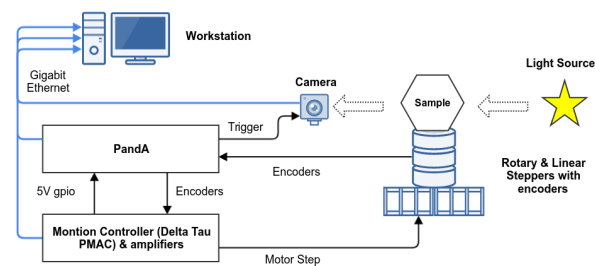 Workstation
Light Source
Gigabit
Ethernet
Camera
Sample
Trigger
PandA
Encoders
Rotary & Linear
Steppers with
encoders
5V gpio
Encoders
Montion Controller (Delta Tau
PMAC) & amplifiers
Motor Step